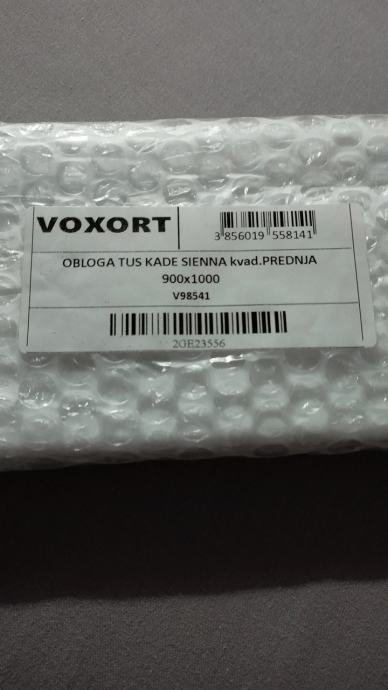 VOXORT
3 856019 558141
OBLOGA TUS KADE SIENNA kvad.PREDNJA
900x1000
V98541
2GE23556